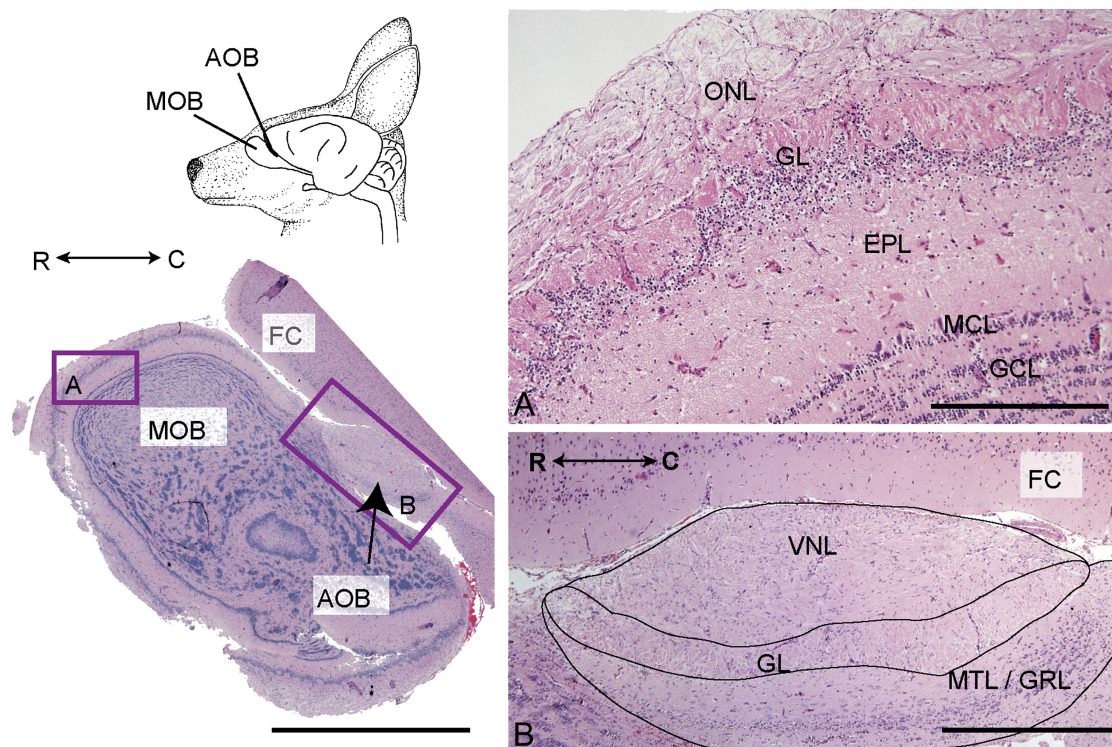 AOB
MOB
R C
FC
A
MOB
B
AOB
ONL
GL
EPL
MCL
GCL
A
R C
FC
VNL
GL
MTL / GRL
B